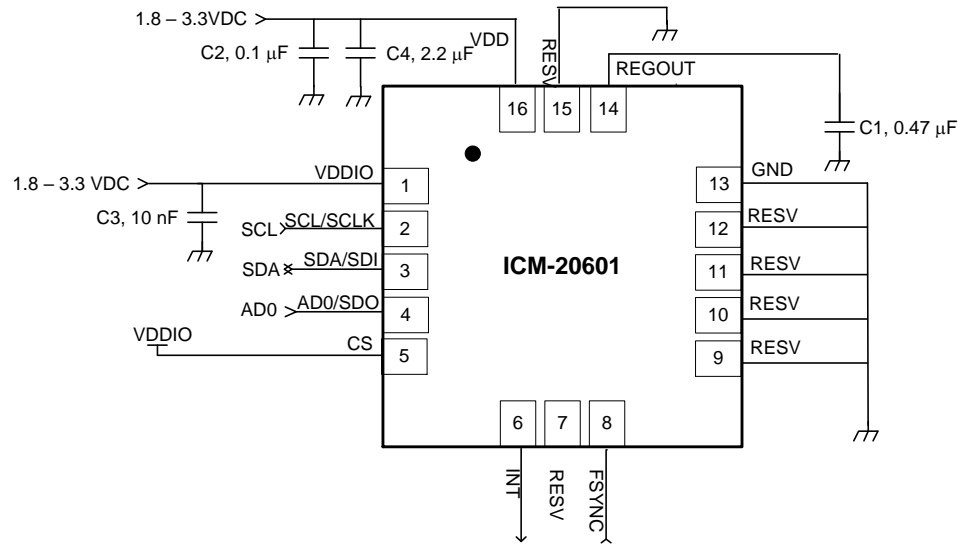 1.8 – 3.3VDC
C2, 0.1 µF
C4, 2.2 µF
VDD
RESV
REGOUT
C1, 0.47 µF
16
15
14
1.8 – 3.3 VDC
VDDIO
C3, 10 nF
1
SCL
SCL/SCLK
2
SDA
SDA/SDI
3
AD0
AD0/SDO
4
VDDIO
CS
5
ICM-20601
13
GND
12
RESV
11
RESV
10
RESV
9
RESV
6
7
8
INT
RESV
FSYNC